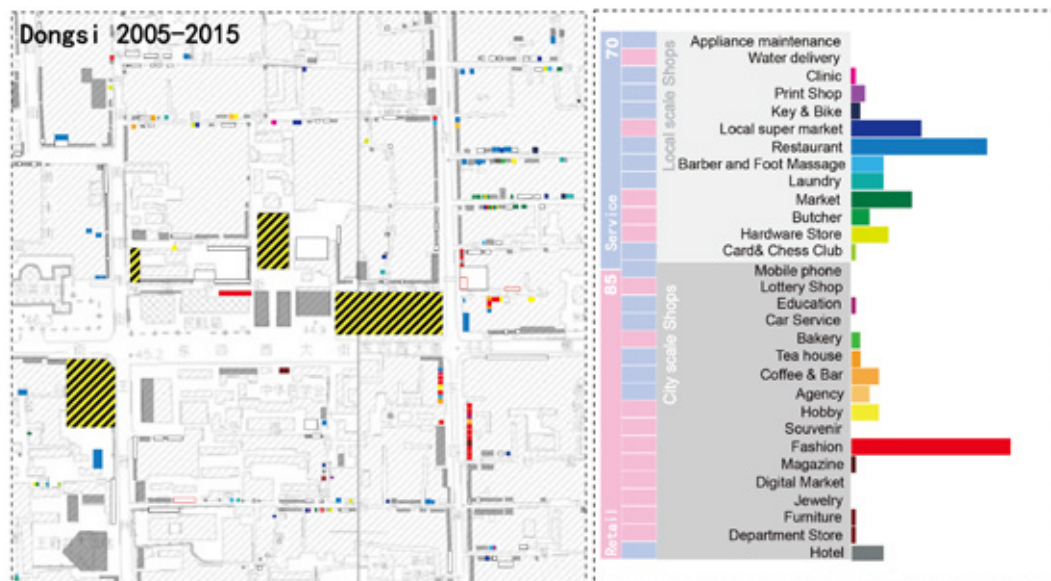 Dongsi 2005-2015
70
Service
85
Retail
Local scale Shops
City scale Shops
Appliance maintenance
Water delivery
Clinic
Print Shop
Key & Bike
Local super market
Restaurant
Barber and Foot Massage
Laundry
Market
Butcher
Hardware Store
Card& Chess Club
Mobile phone
Lottery Shop
Education
Car Service
Bakery
Tea house
Coffee & Bar
Agency
Hobby
Souvenir
Fashion
Magazine
Digital Market
Jewelry
Furniture
Department Store
Hotel